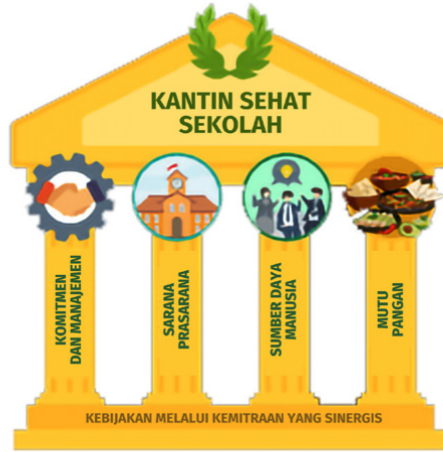 KANTIN SEHAT
SEKOLAH
KOMITMEN
DAN MANAJEMEN
SARANA
PRASARANA
SUMBER DAYA
MANUSIA
MUTU
PANGAN
KEBIJAKAN MELALUI KEMITRAAN YANG SINERGIS